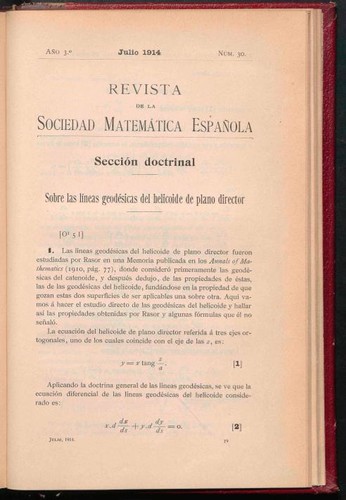 AÑO 3.º Julio 1914 NÚM. 30.
REVISTA
DE LA
SOCIEDAD MATEMÁTICA ESPAÑOLA
Sección doctrinal
Sobre las líneas geodésicas del helicoide de plano director
[O¹ 5 l]
1. Las líneas geodésicas del helicoide de plano director fueron
estudiadas por Rasor en una Memoria publicada en los Annals of Ma-
thematics (1910, pág. 77), donde consideró primeramente las geodé-
sicas del catenoide, y después dedujo, de las propiedades de éstas,
las de las geodésicas del helicoide, fundándose en la propiedad de que
gozan estas dos superficies de ser aplicables una sobre otra. Aquí va-
mos á hacer el estudio directo de las geodésicas del helicoide y hallar
así las propiedades obtenidas por Rasor y algunas fórmulas que él no
señaló.
La ecuación del helicoide de plano director referida á tres ejes or-
togonales, uno de los cuales coincide con el eje de las z, es:
y = x tang z/a. [1]
Aplicando la doctrina general de las líneas geodésicas, se ve que la
ecuación diferencial de las líneas geodésicas del helicoide conside-
rado es:
x.d dx/ds + y.d dy/ds = 0. [2]
JULIO, 1914.